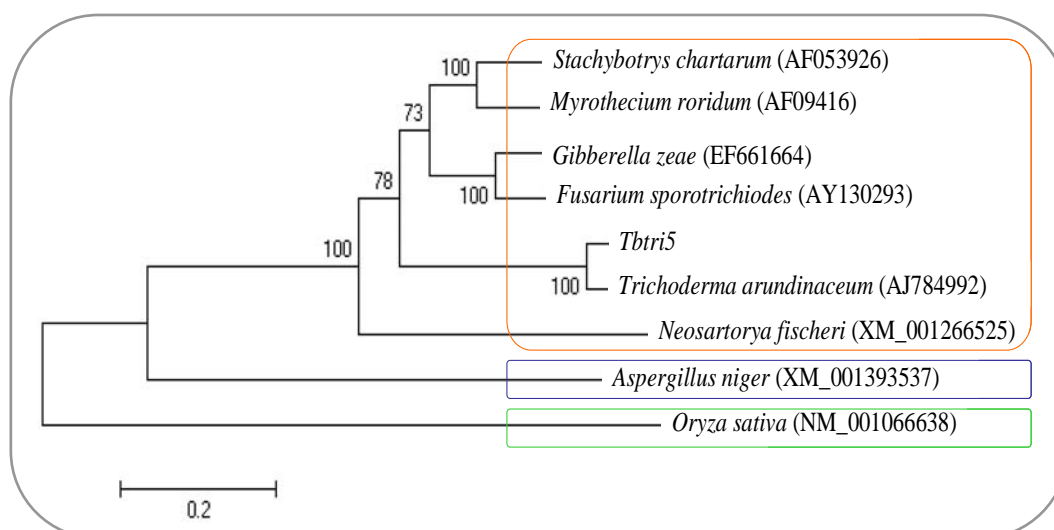 100
Stachybotrys chartarum (AF053926)
Myrothecium roridum (AF09416)
73
Gibberella zeae (EF661664)
100
Fusarium sporotrichiodes (AY130293)
78
Tbtri5
100
Trichoderma arundinaceum (AJ784992)
100
Neosartorya fischeri (XM_001266525)
Aspergillus niger (XM_001393537)
Oryza sativa (NM_001066638)
0.2